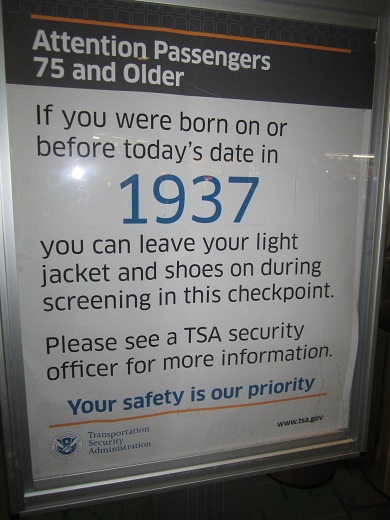 Attention Passengers
75 and Older
If you were born on or
before today's date in
1937
you can leave your light
jacket and shoes on during
screening in this checkpoint.
Please see a TSA security
officer for more information.
Your safety is our priority
Transportation
Security
Administration
www.tsa.gov